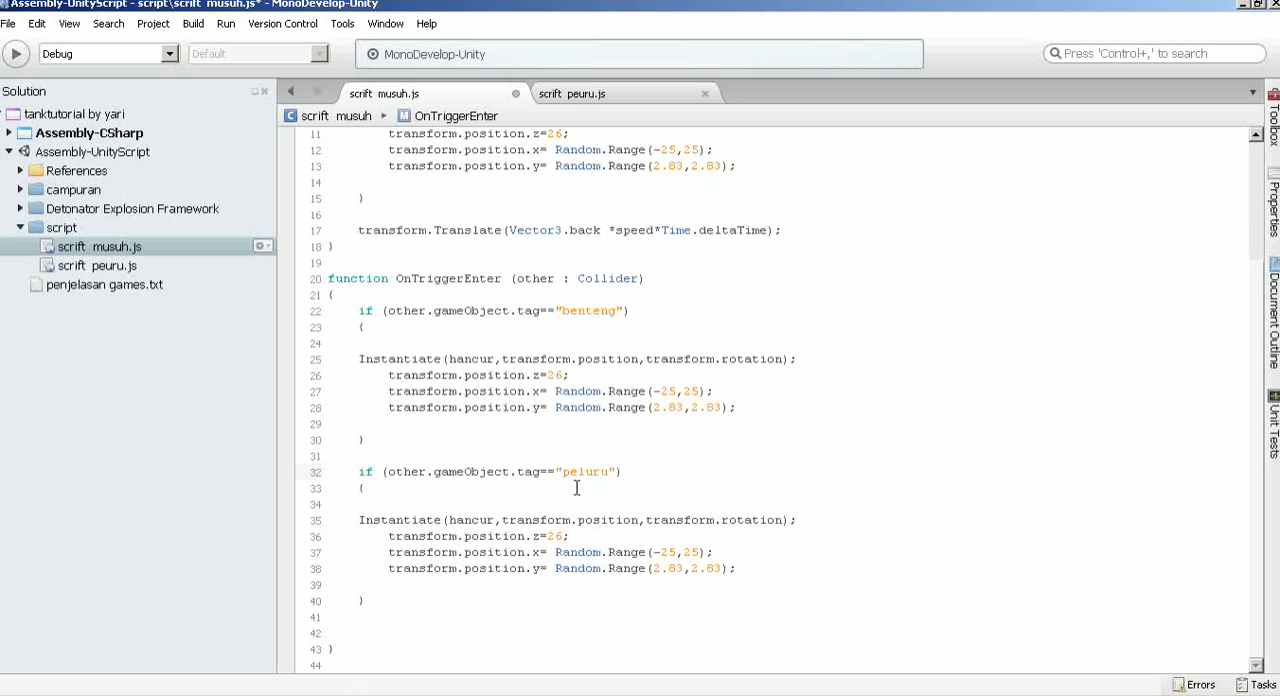 Assembly-UnityScript - script\scrift musuh.js* - MonoDevelop-Unity
File Edit View Search Project Build Run Version Control Tools Window Help
Debug Default MonoDevelop-Unity Press 'Control+,' to search
Solution
tanktutorial by yari
Assembly-CSharp
Assembly-UnityScript
References
campuran
Detonator Explosion Framework
script
scrift musuh.js
scrift peuru.js
penjelasan games.txt
scrift musuh.js scrift peuru.js
scrift musuh OnTriggerEnter
11 transform.position.z=26;
12 transform.position.x= Random.Range(-25,25);
13 transform.position.y= Random.Range(2.83,2.83);
14
15 }
16
17 transform.Translate(Vector3.back *speed*Time.deltaTime);
18 }
19
20 function OnTriggerEnter (other : Collider)
21 {
22 if (other.gameObject.tag=="benteng")
23 {
24
25 Instantiate(hancur,transform.position,transform.rotation);
26 transform.position.z=26;
27 transform.position.x= Random.Range(-25,25);
28 transform.position.y= Random.Range(2.83,2.83);
29
30 }
31
32 if (other.gameObject.tag=="peluru")
33 {
34
35 Instantiate(hancur,transform.position,transform.rotation);
36 transform.position.z=26;
37 transform.position.x= Random.Range(-25,25);
38 transform.position.y= Random.Range(2.83,2.83);
39
40 }
41
42
43 }
44
Toolbox
Properties
Document Outline
Unit Tests
Errors Tasks